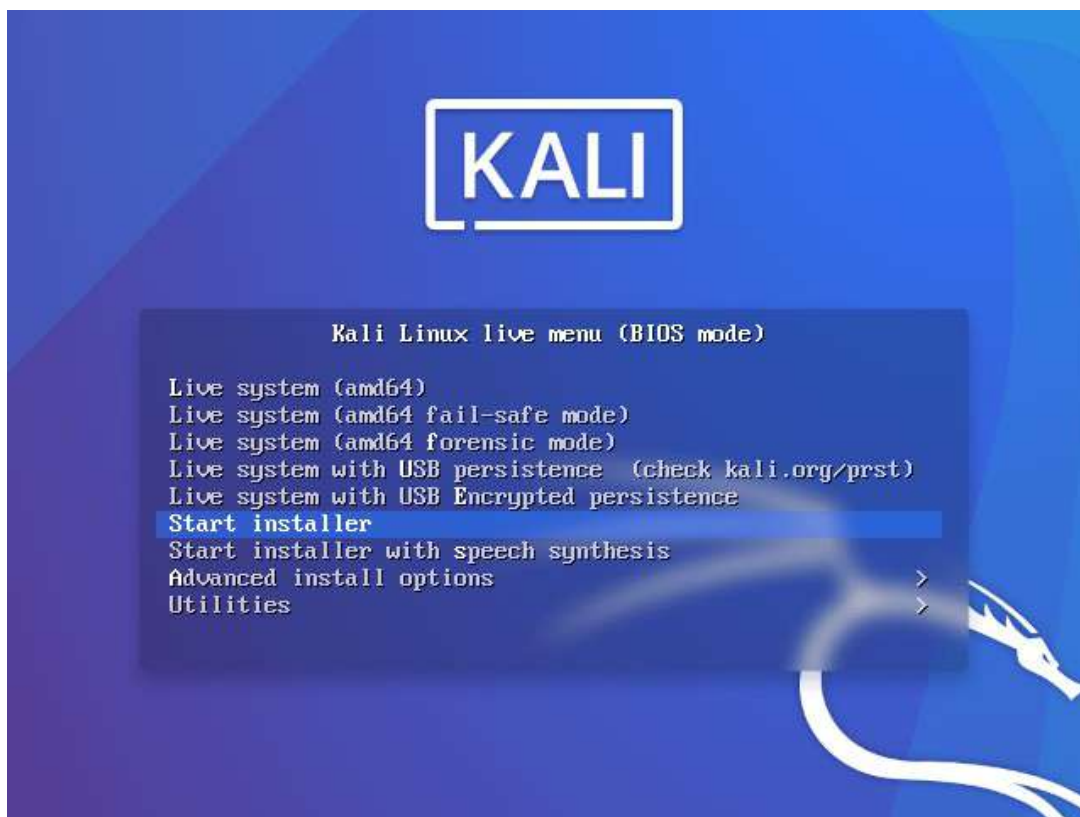 KALI
Kali Linux live menu (BIOS mode)
Live system (amd64)
Live system (amd64 fail-safe mode)
Live system (amd64 forensic mode)
Live system with USB persistence  (check kali.org/prst)
Live system with USB Encrypted persistence
Start installer
Start installer with speech synthesis
Advanced install options >
Utilities >